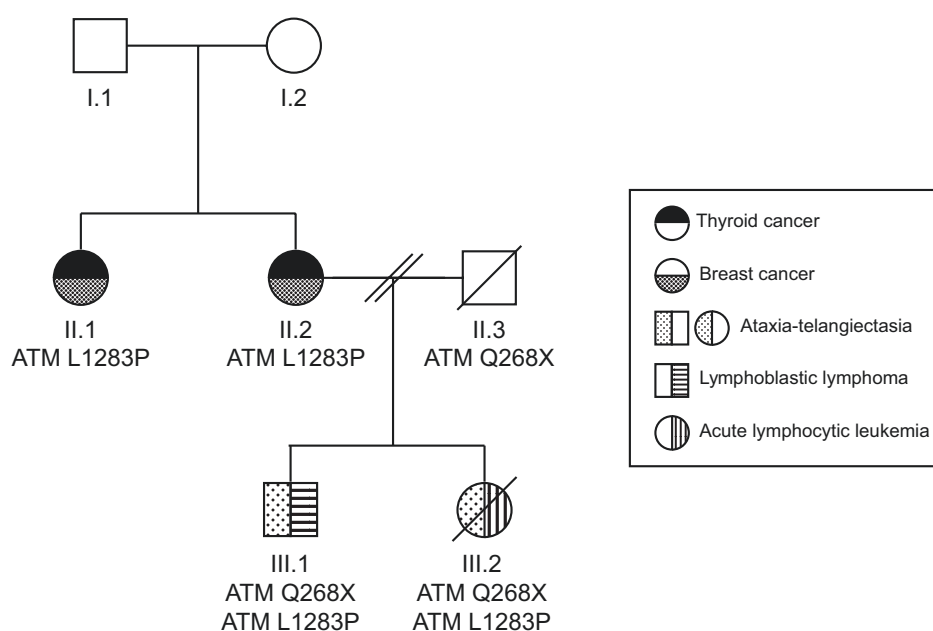 I.1
I.2
II.1
ATM L1283P
II.2
ATM L1283P
II.3
ATM Q268X
III.1
ATM Q268X
ATM L1283P
III.2
ATM Q268X
ATM L1283P
Thyroid cancer
Breast cancer
Ataxia-telangiectasia
Lymphoblastic lymphoma
Acute lymphocytic leukemia